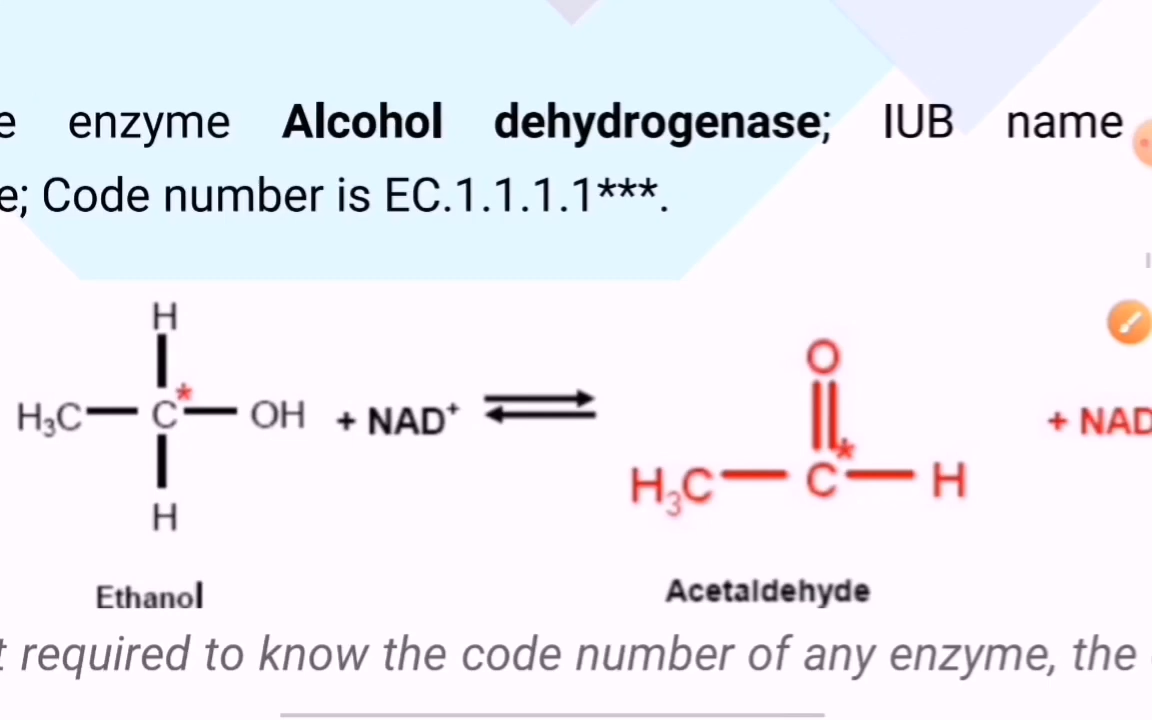 e enzyme Alcohol dehydrogenase; IUB name
e; Code number is EC.1.1.1.1***.
H
O
H₃C — C* — OH + NAD⁺ ⇌
+ NAD
H₃C — C* — H
H
Ethanol
Acetaldehyde
t required to know the code number of any enzyme, the